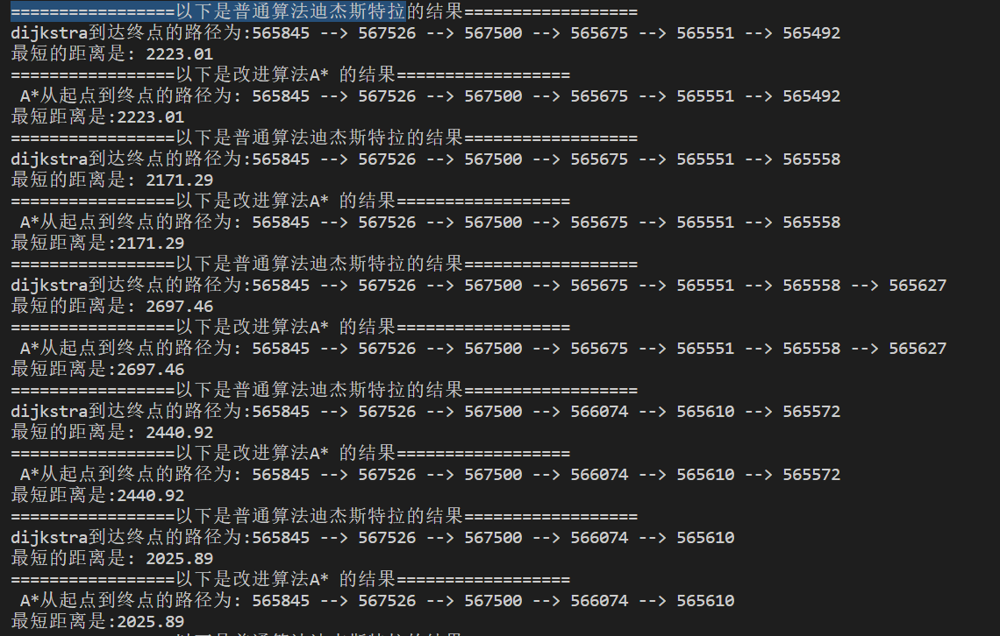 =================以下是普通算法迪杰斯特拉的结果==================
dijkstra到达终点的路径为:565845 --> 567526 --> 567500 --> 565675 --> 565551 --> 565492
最短的距离是: 2223.01
=================以下是改进算法A* 的结果==================
 A*从起点到终点的路径为: 565845 --> 567526 --> 567500 --> 565675 --> 565551 --> 565492
最短距离是:2223.01
=================以下是普通算法迪杰斯特拉的结果==================
dijkstra到达终点的路径为:565845 --> 567526 --> 567500 --> 565675 --> 565551 --> 565558
最短的距离是: 2171.29
=================以下是改进算法A* 的结果==================
 A*从起点到终点的路径为: 565845 --> 567526 --> 567500 --> 565675 --> 565551 --> 565558
最短距离是:2171.29
=================以下是普通算法迪杰斯特拉的结果==================
dijkstra到达终点的路径为:565845 --> 567526 --> 567500 --> 565675 --> 565551 --> 565558 --> 565627
最短的距离是: 2697.46
=================以下是改进算法A* 的结果==================
 A*从起点到终点的路径为: 565845 --> 567526 --> 567500 --> 565675 --> 565551 --> 565558 --> 565627
最短距离是:2697.46
=================以下是普通算法迪杰斯特拉的结果==================
dijkstra到达终点的路径为:565845 --> 567526 --> 567500 --> 566074 --> 565610 --> 565572
最短的距离是: 2440.92
=================以下是改进算法A* 的结果==================
 A*从起点到终点的路径为: 565845 --> 567526 --> 567500 --> 566074 --> 565610 --> 565572
最短距离是:2440.92
=================以下是普通算法迪杰斯特拉的结果==================
dijkstra到达终点的路径为:565845 --> 567526 --> 567500 --> 566074 --> 565610
最短的距离是: 2025.89
=================以下是改进算法A* 的结果==================
 A*从起点到终点的路径为: 565845 --> 567526 --> 567500 --> 566074 --> 565610
最短距离是:2025.89